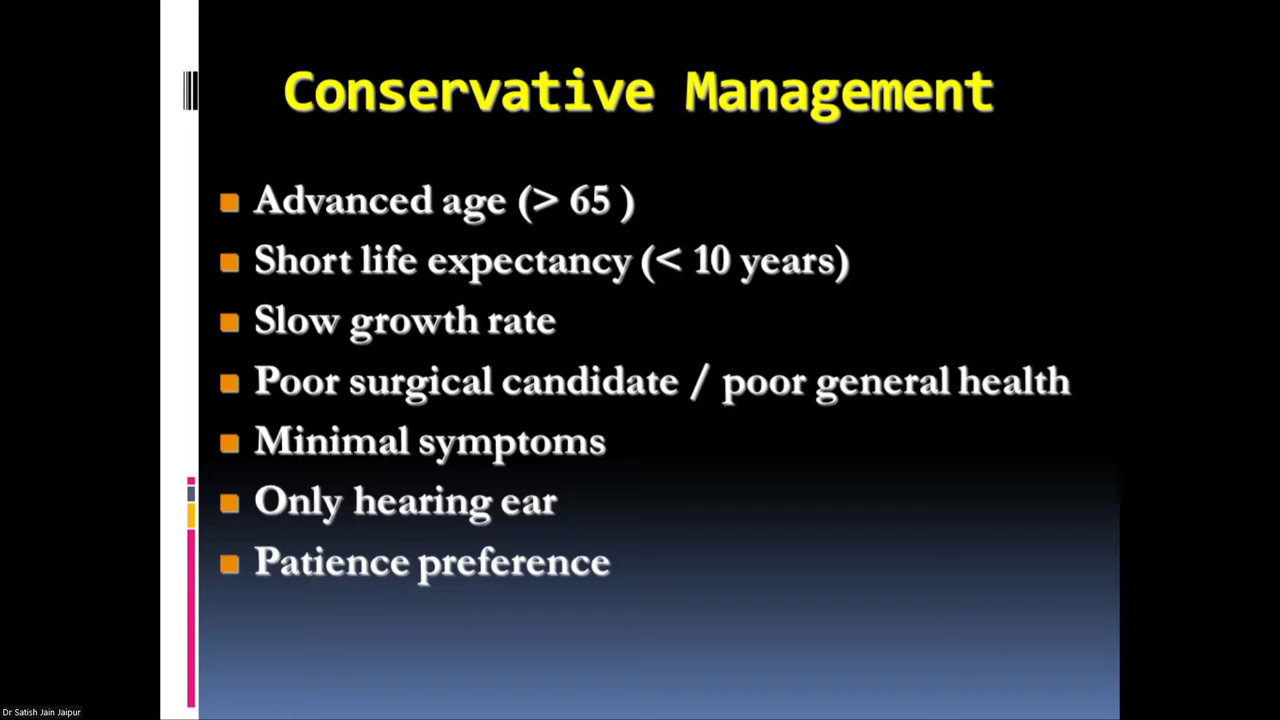 Conservative Management
Advanced age (> 65 )
Short life expectancy (< 10 years)
Slow growth rate
Poor surgical candidate / poor general health
Minimal symptoms
Only hearing ear
Patience preference
Dr Satish Jain Jaipur